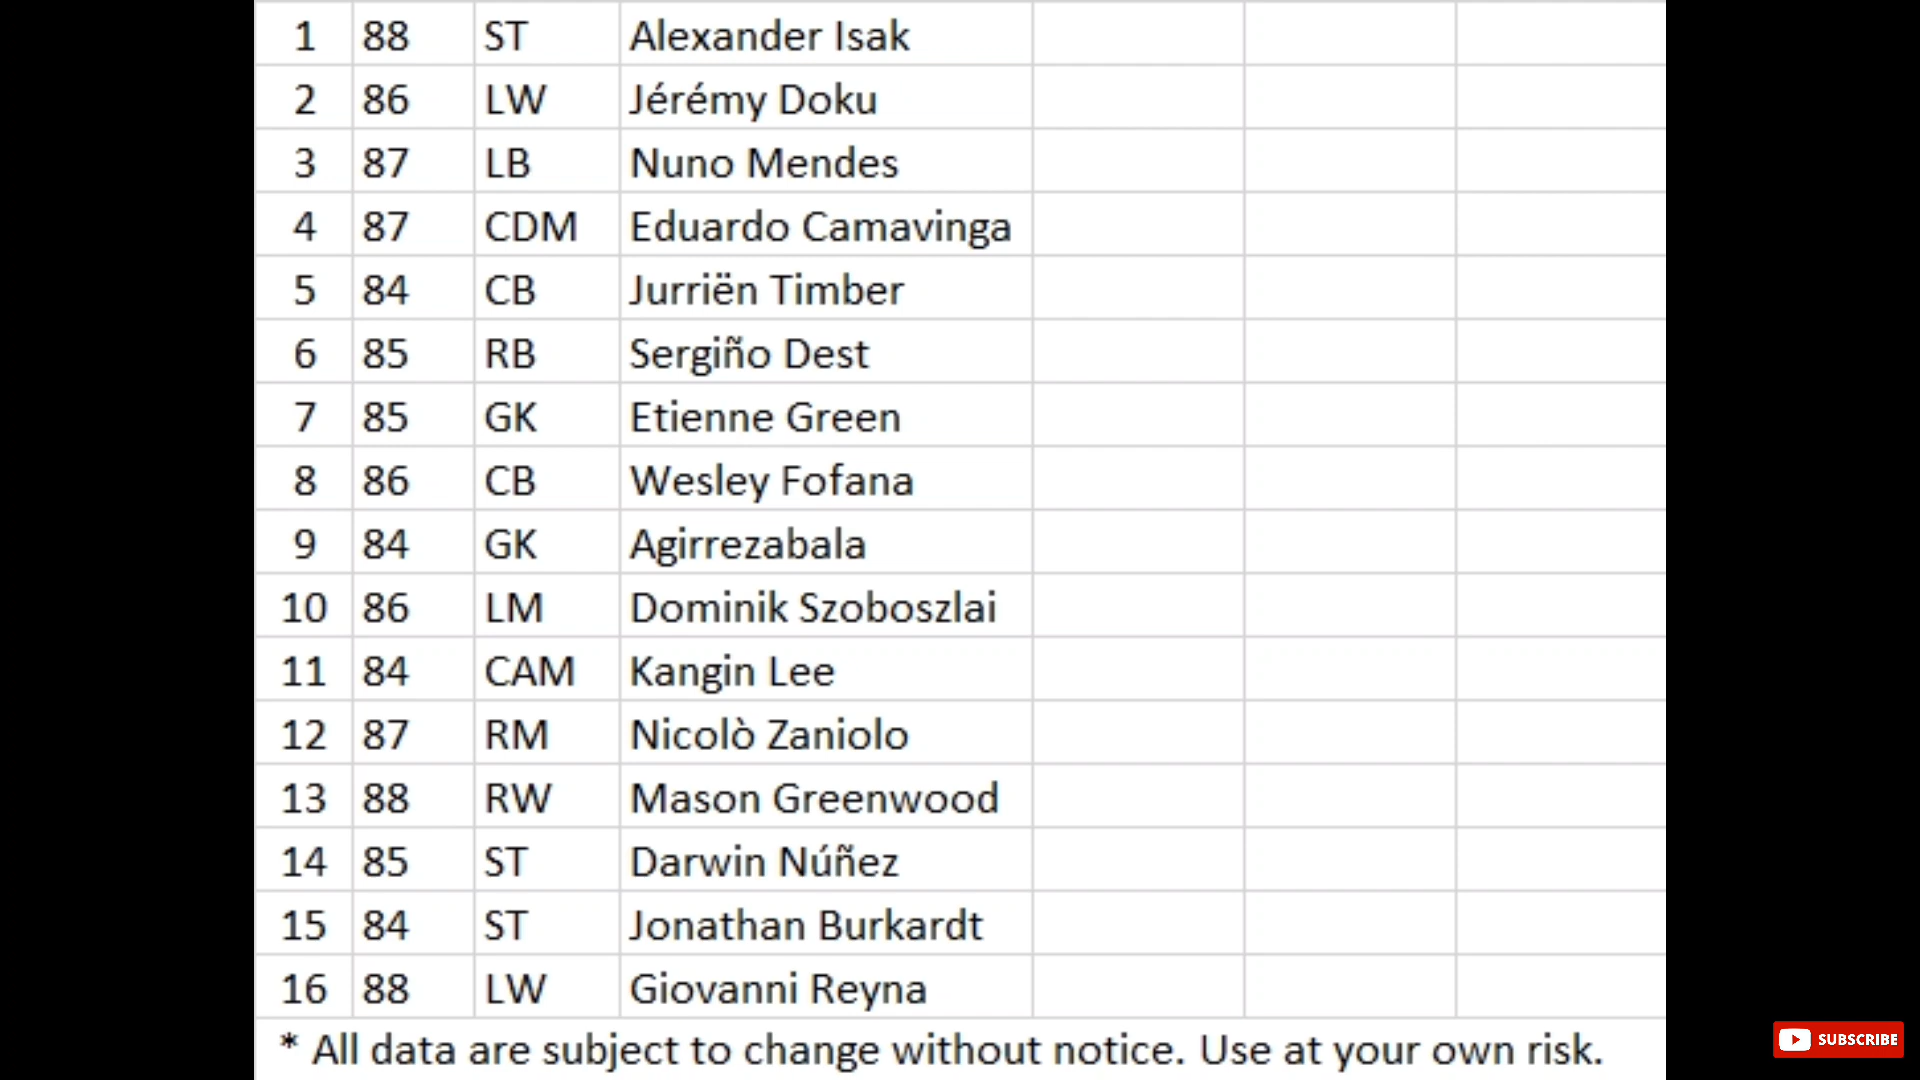 1 88 ST Alexander Isak
2 86 LW Jérémy Doku
3 87 LB Nuno Mendes
4 87 CDM Eduardo Camavinga
5 84 CB Jurriën Timber
6 85 RB Sergiño Dest
7 85 GK Etienne Green
8 86 CB Wesley Fofana
9 84 GK Agirrezabala
10 86 LM Dominik Szoboszlai
11 84 CAM Kangin Lee
12 87 RM Nicolò Zaniolo
13 88 RW Mason Greenwood
14 85 ST Darwin Núñez
15 84 ST Jonathan Burkardt
16 88 LW Giovanni Reyna
* All data are subject to change without notice. Use at your own risk.
SUBSCRIBE